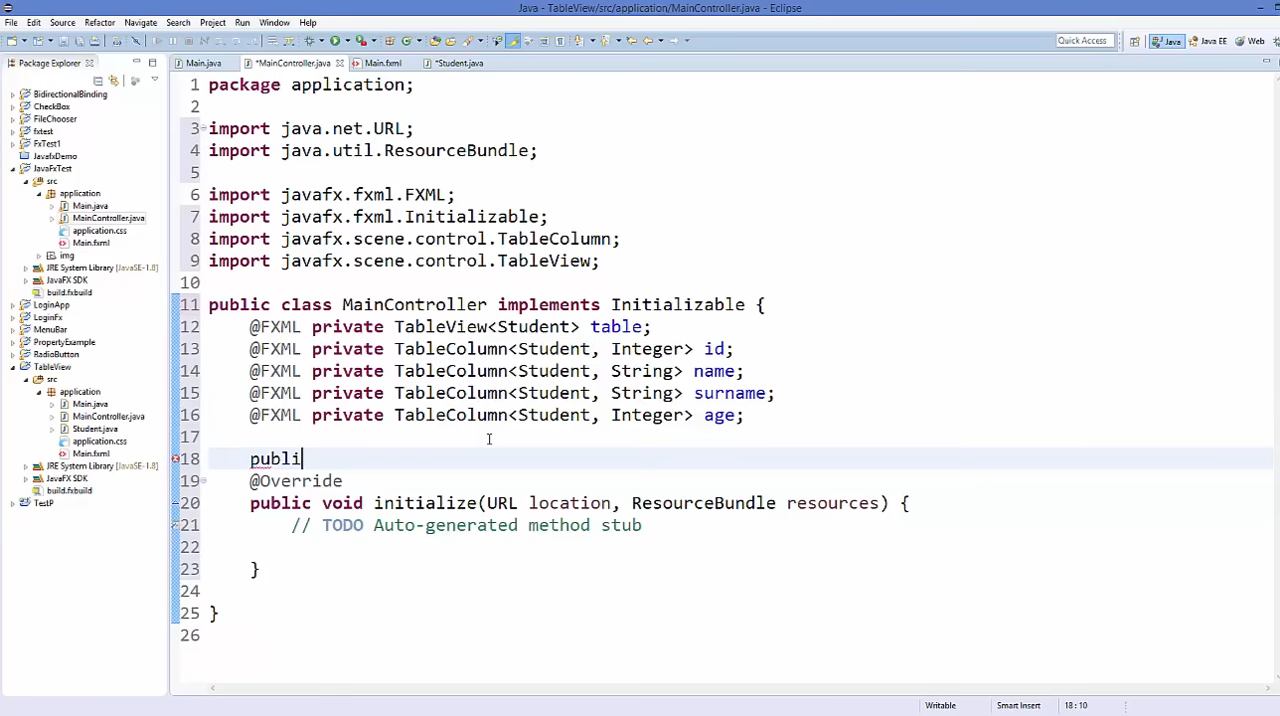 Java - TableView/src/application/MainController.java - Eclipse
File Edit Source Refactor Navigate Search Project Run Window Help
Quick Access Java Java EE Web
Package Explorer
Main.java *MainController.java Main.fxml *Student.java
BidirectionalBinding
CheckBox
FileChooser
fxtest
FxTest1
JavafxDemo
JavaFxTest
src
application
Main.java
MainController.java
application.css
Main.fxml
img
JRE System Library [JavaSE-1.8]
JavaFX SDK
build.fxbuild
LoginApp
LoginFx
MenuBar
PropertyExample
RadioButton
TableView
src
application
Main.java
MainController.java
Student.java
application.css
Main.fxml
JRE System Library [JavaSE-1.8]
JavaFX SDK
build.fxbuild
TestP
1 package application;
2
3 import java.net.URL;
4 import java.util.ResourceBundle;
5
6 import javafx.fxml.FXML;
7 import javafx.fxml.Initializable;
8 import javafx.scene.control.TableColumn;
9 import javafx.scene.control.TableView;
10
11 public class MainController implements Initializable {
12 @FXML private TableView<Student> table;
13 @FXML private TableColumn<Student, Integer> id;
14 @FXML private TableColumn<Student, String> name;
15 @FXML private TableColumn<Student, String> surname;
16 @FXML private TableColumn<Student, Integer> age;
17
18 publi
19 @Override
20 public void initialize(URL location, ResourceBundle resources) {
21 // TODO Auto-generated method stub
22
23 }
24
25 }
26
Writable Smart Insert 18 : 10